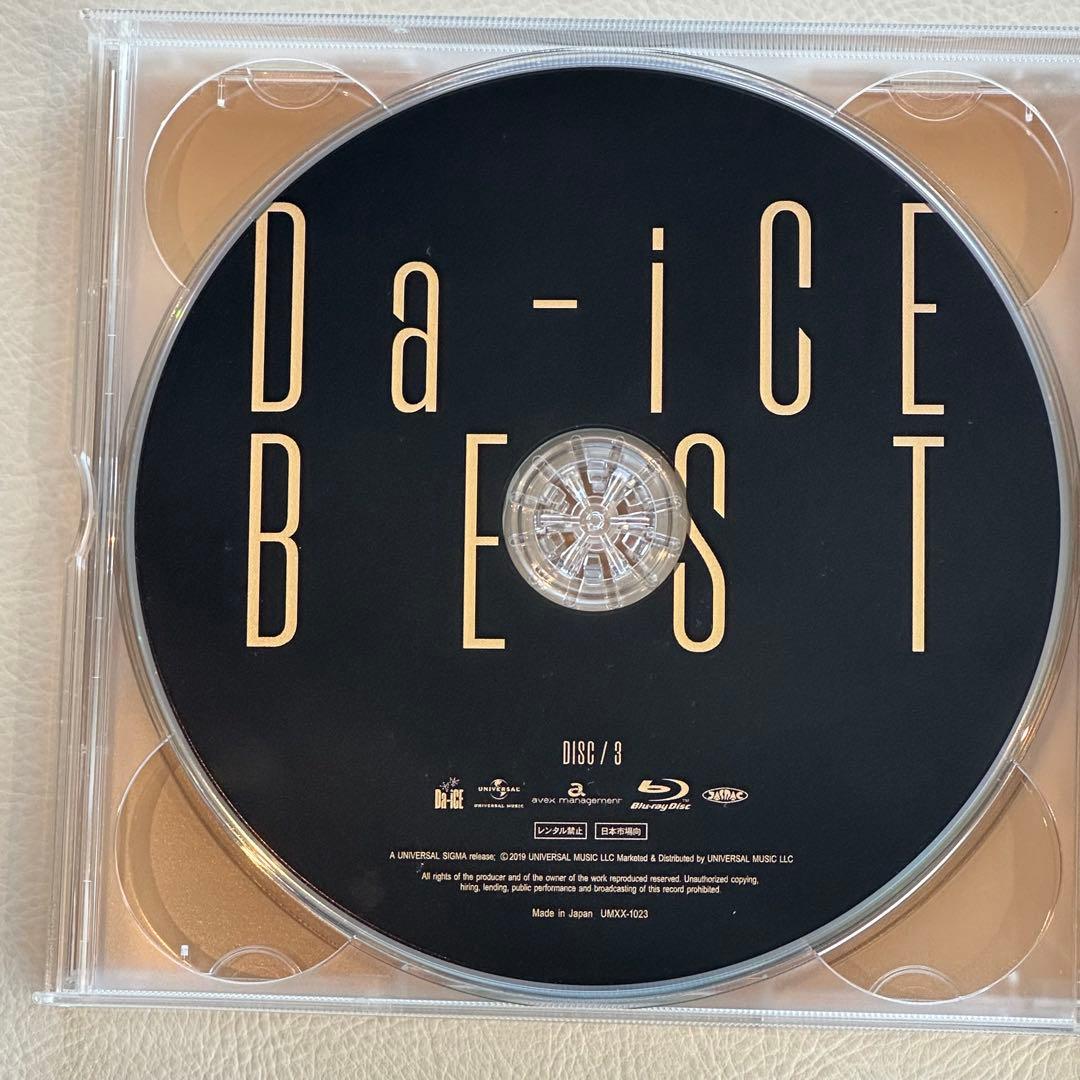 Da-iCE
BEST
DISC / 3
Da-iCE
UNIVERSAL
UNIVERSAL MUSIC
a
avex management
Blu-ray Disc™
JASRAC
レンタル禁止 日本市場向
A UNIVERSAL SIGMA release; ©2019 UNIVERSAL MUSIC LLC Marketed & Distributed by UNIVERSAL MUSIC LLC
All rights of the producer and of the owner of the work reproduced reserved. Unauthorized copying,
hiring, lending, public performance and broadcasting of this record prohibited.
Made in Japan UMXX-1023